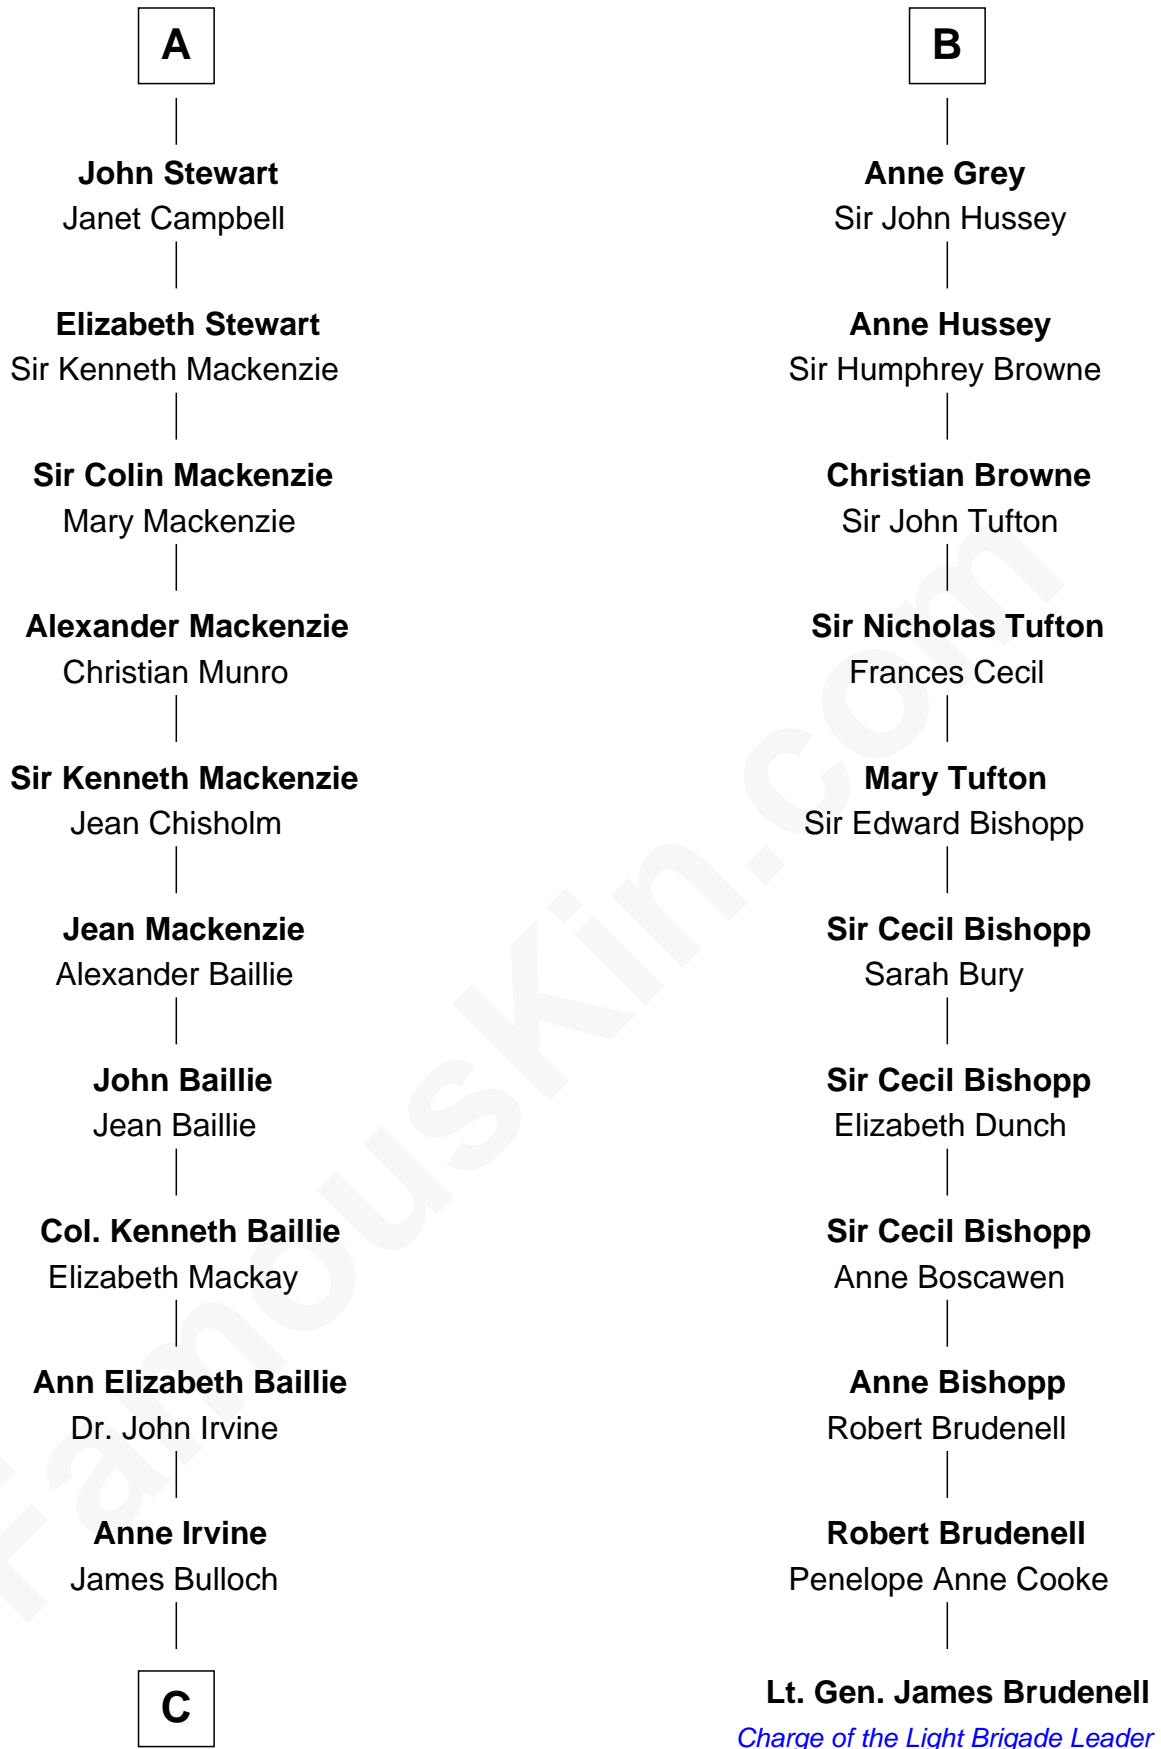 A
John Stewart
Janet Campbell
Elizabeth Stewart
Sir Kenneth Mackenzie
Sir Colin Mackenzie
Mary Mackenzie
Alexander Mackenzie
Christian Munro
Sir Kenneth Mackenzie
Jean Chisholm
Jean Mackenzie
Alexander Baillie
John Baillie
Jean Baillie
Col. Kenneth Baillie
Elizabeth Mackay
Ann Elizabeth Baillie
Dr. John Irvine
Anne Irvine
James Bulloch
C
B
Anne Grey
Sir John Hussey
Anne Hussey
Sir Humphrey Browne
Christian Browne
Sir John Tufton
Sir Nicholas Tufton
Frances Cecil
Mary Tufton
Sir Edward Bishopp
Sir Cecil Bishopp
Sarah Bury
Sir Cecil Bishopp
Elizabeth Dunch
Sir Cecil Bishopp
Anne Boscawen
Anne Bishopp
Robert Brudenell
Robert Brudenell
Penelope Anne Cooke
Lt. Gen. James Brudenell
Charge of the Light Brigade Leader
FamousKin.com